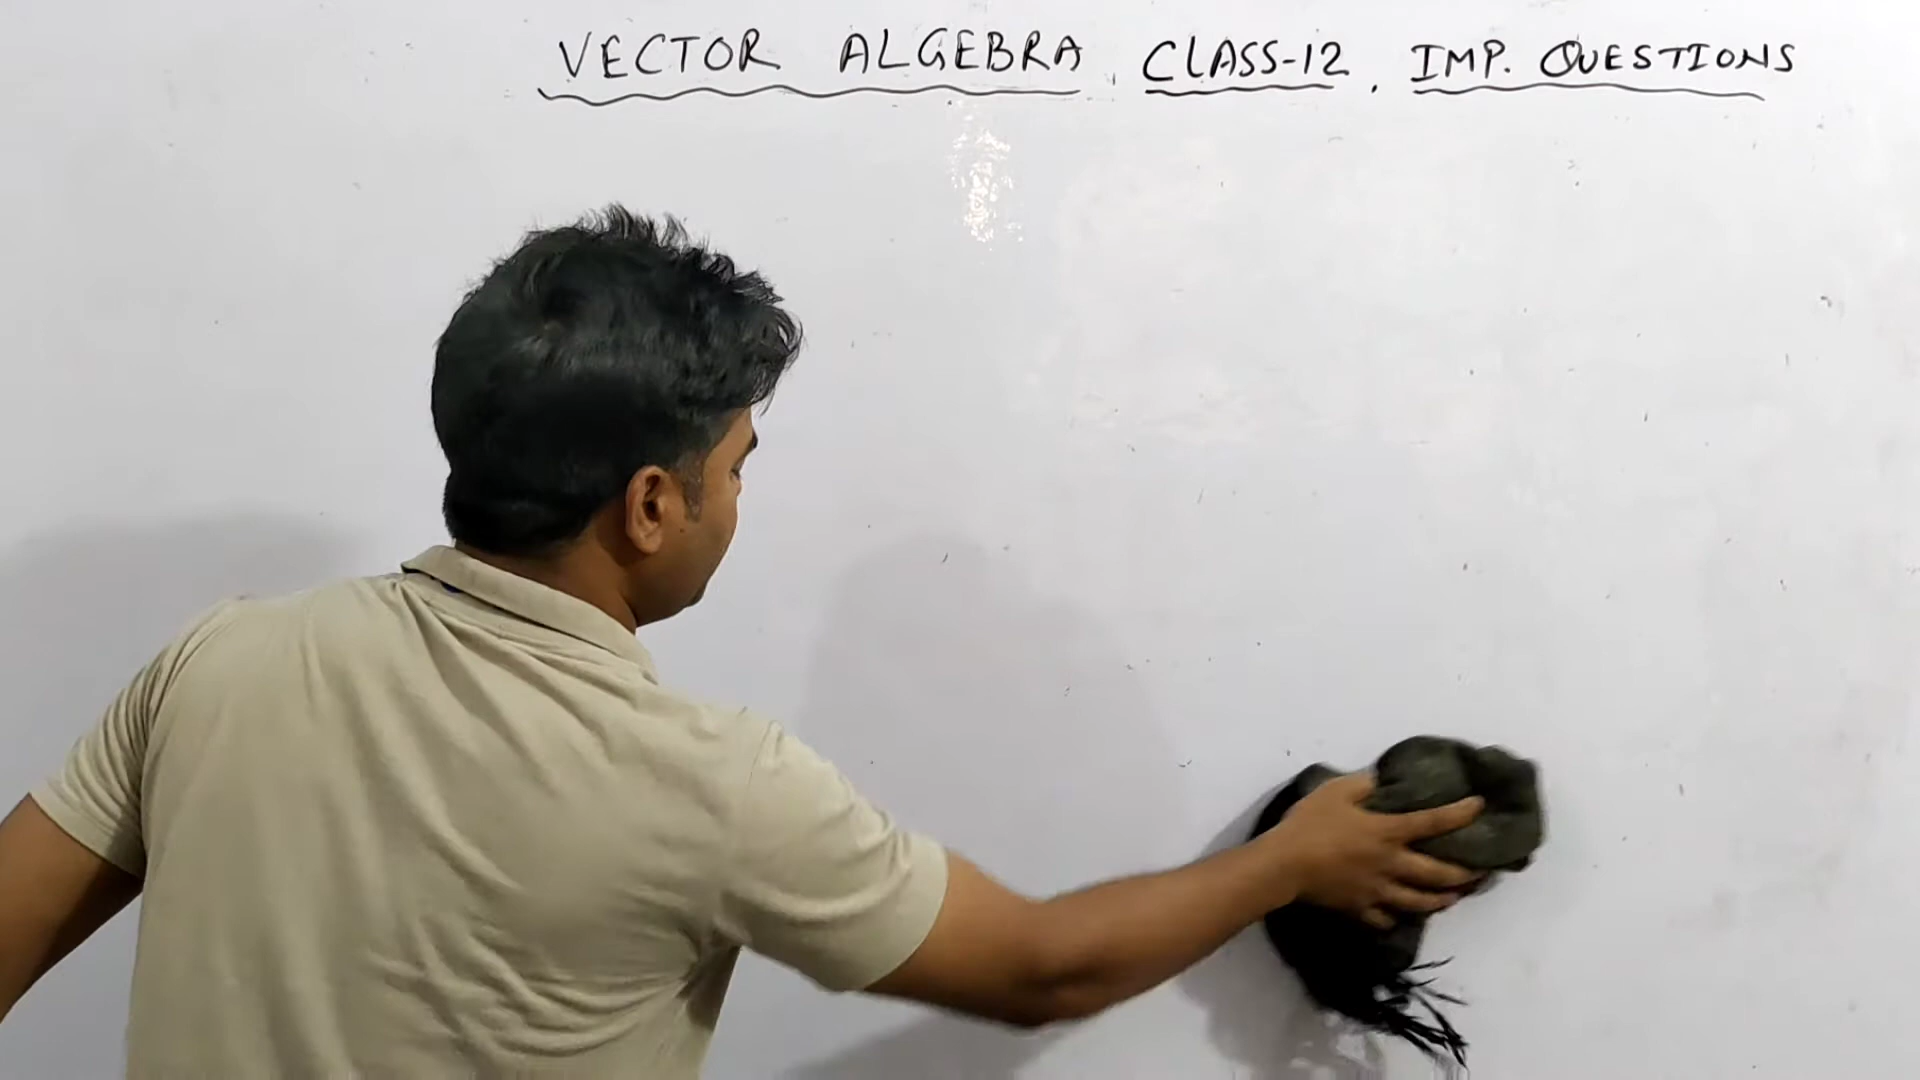 VECTOR ALGEBRA, CLASS-12, IMP. QUESTIONS